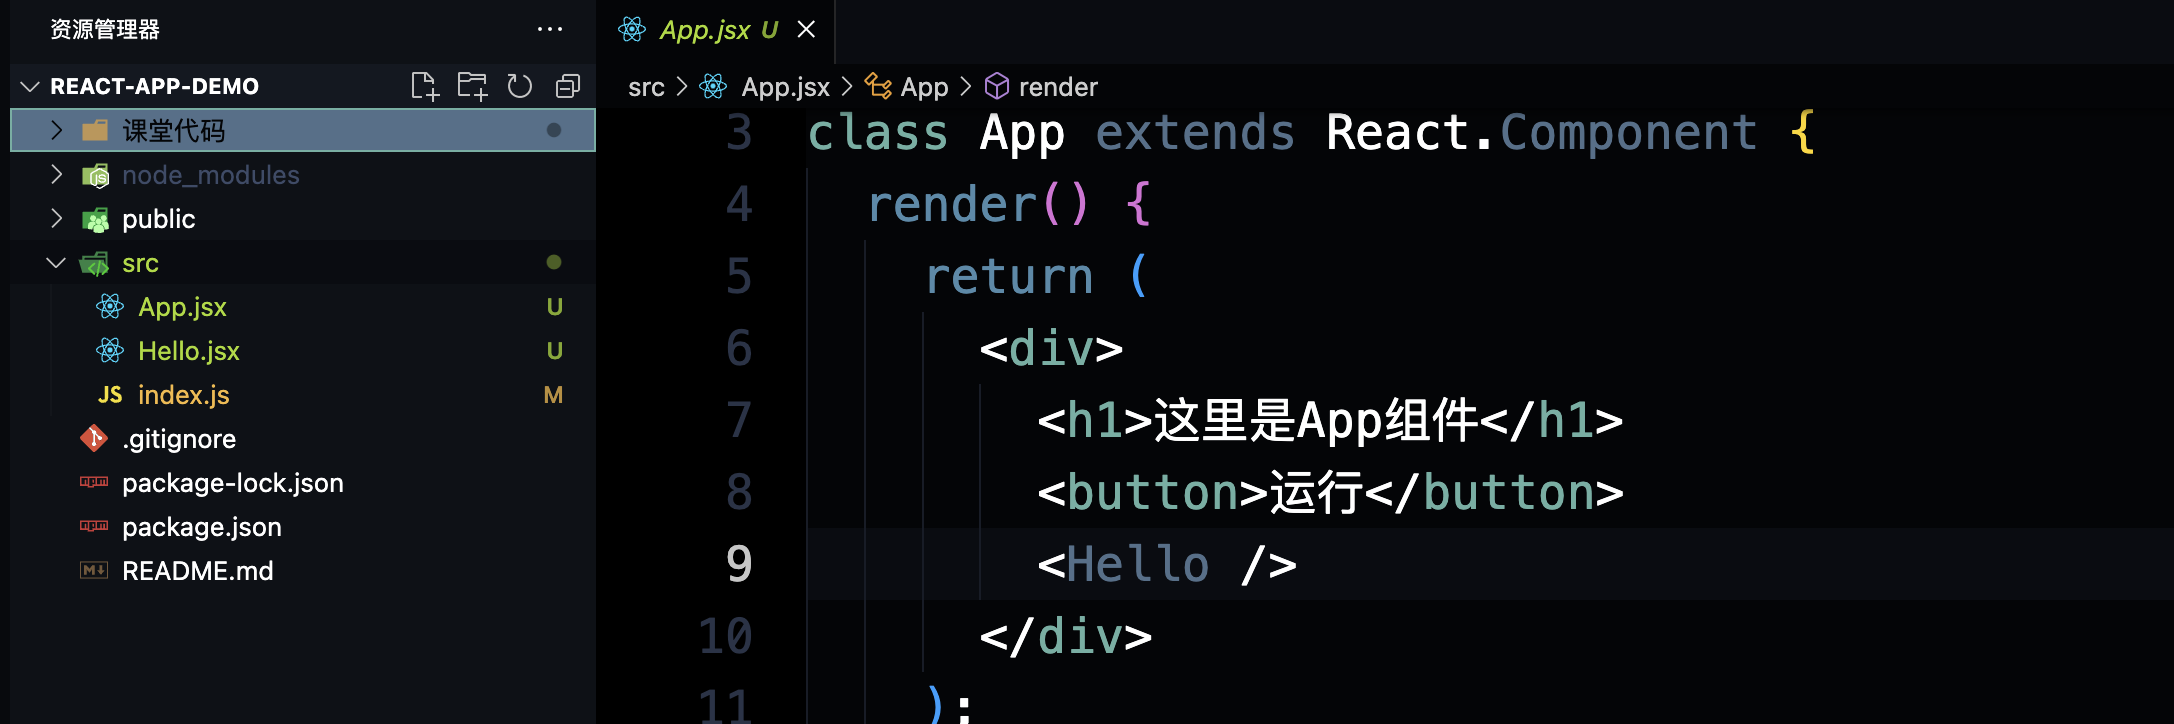 资源管理器 ···
REACT-APP-DEMO
课堂代码
node_modules
public
src
App.jsx U
Hello.jsx U
JS index.js M
.gitignore
package-lock.json
package.json
README.md
App.jsx U
src > App.jsx > App > render
3 class App extends React.Component {
4 render() {
5 return (
6 <div>
7 <h1>这里是App组件</h1>
8 <button>运行</button>
9 <Hello />
10 </div>
11 );